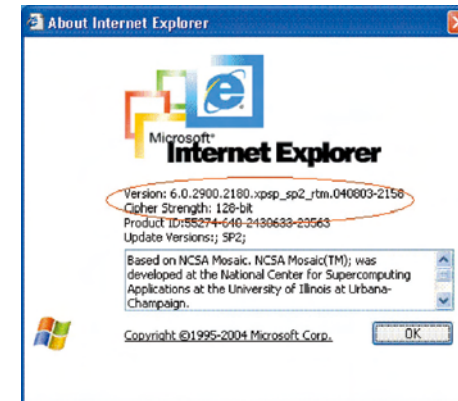 About Internet Explorer
Microsoft®
Internet Explorer
Version: 6.0.2900.2180.xpsp_sp2_rtm.040803-2158
Cipher Strength: 128-bit
Product ID:55274-640-2430633-23563
Update Versions:; SP2;
Based on NCSA Mosaic. NCSA Mosaic(TM); was
developed at the National Center for Supercomputing
Applications at the University of Illinois at Urbana-
Champaign.
Copyright ©1995-2004 Microsoft Corp.
OK